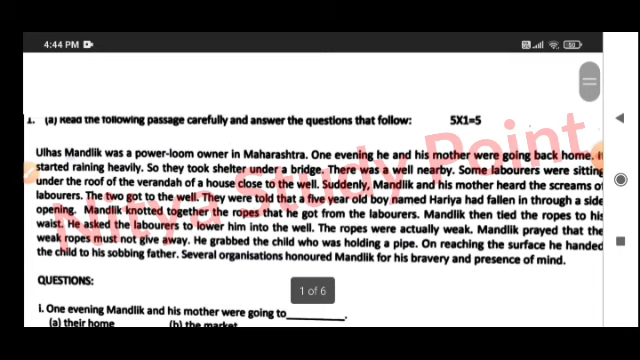 4:44 PM
1. (a) Read the following passage carefully and answer the questions that follow: 5X1=5
Ulhas Mandlik was a power-loom owner in Maharashtra. One evening he and his mother were going back home. It
started raining heavily. So they took shelter under a bridge. There was a well nearby. Some labourers were sitting
under the roof of the verandah of a house close to the well. Suddenly, Mandlik and his mother heard the screams of
labourers. The two got to the well. They were told that a five year old boy named Hariya had fallen in through a side
opening. Mandlik knotted together the ropes that he got from the labourers. Mandlik then tied the ropes to his
waist. He asked the labourers to lower him into the well. The ropes were actually weak. Mandlik prayed that the
weak ropes must not give away. He grabbed the child who was holding a pipe. On reaching the surface he handed
the child to his sobbing father. Several organisations honoured Mandlik for his bravery and presence of mind.
Nitya Study Point
QUESTIONS:
1 of 6
i. One evening Mandlik and his mother were going to__________.
(a) their home (b) the market